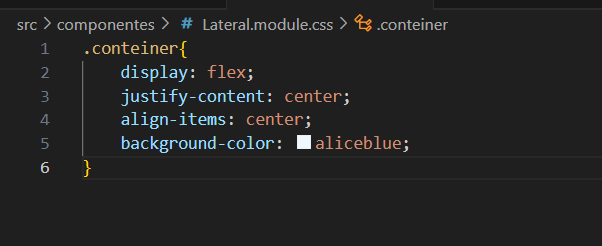 src > componentes > # Lateral.module.css > .conteiner
1 .conteiner{
2 display: flex;
3 justify-content: center;
4 align-items: center;
5 background-color: aliceblue;
6 }